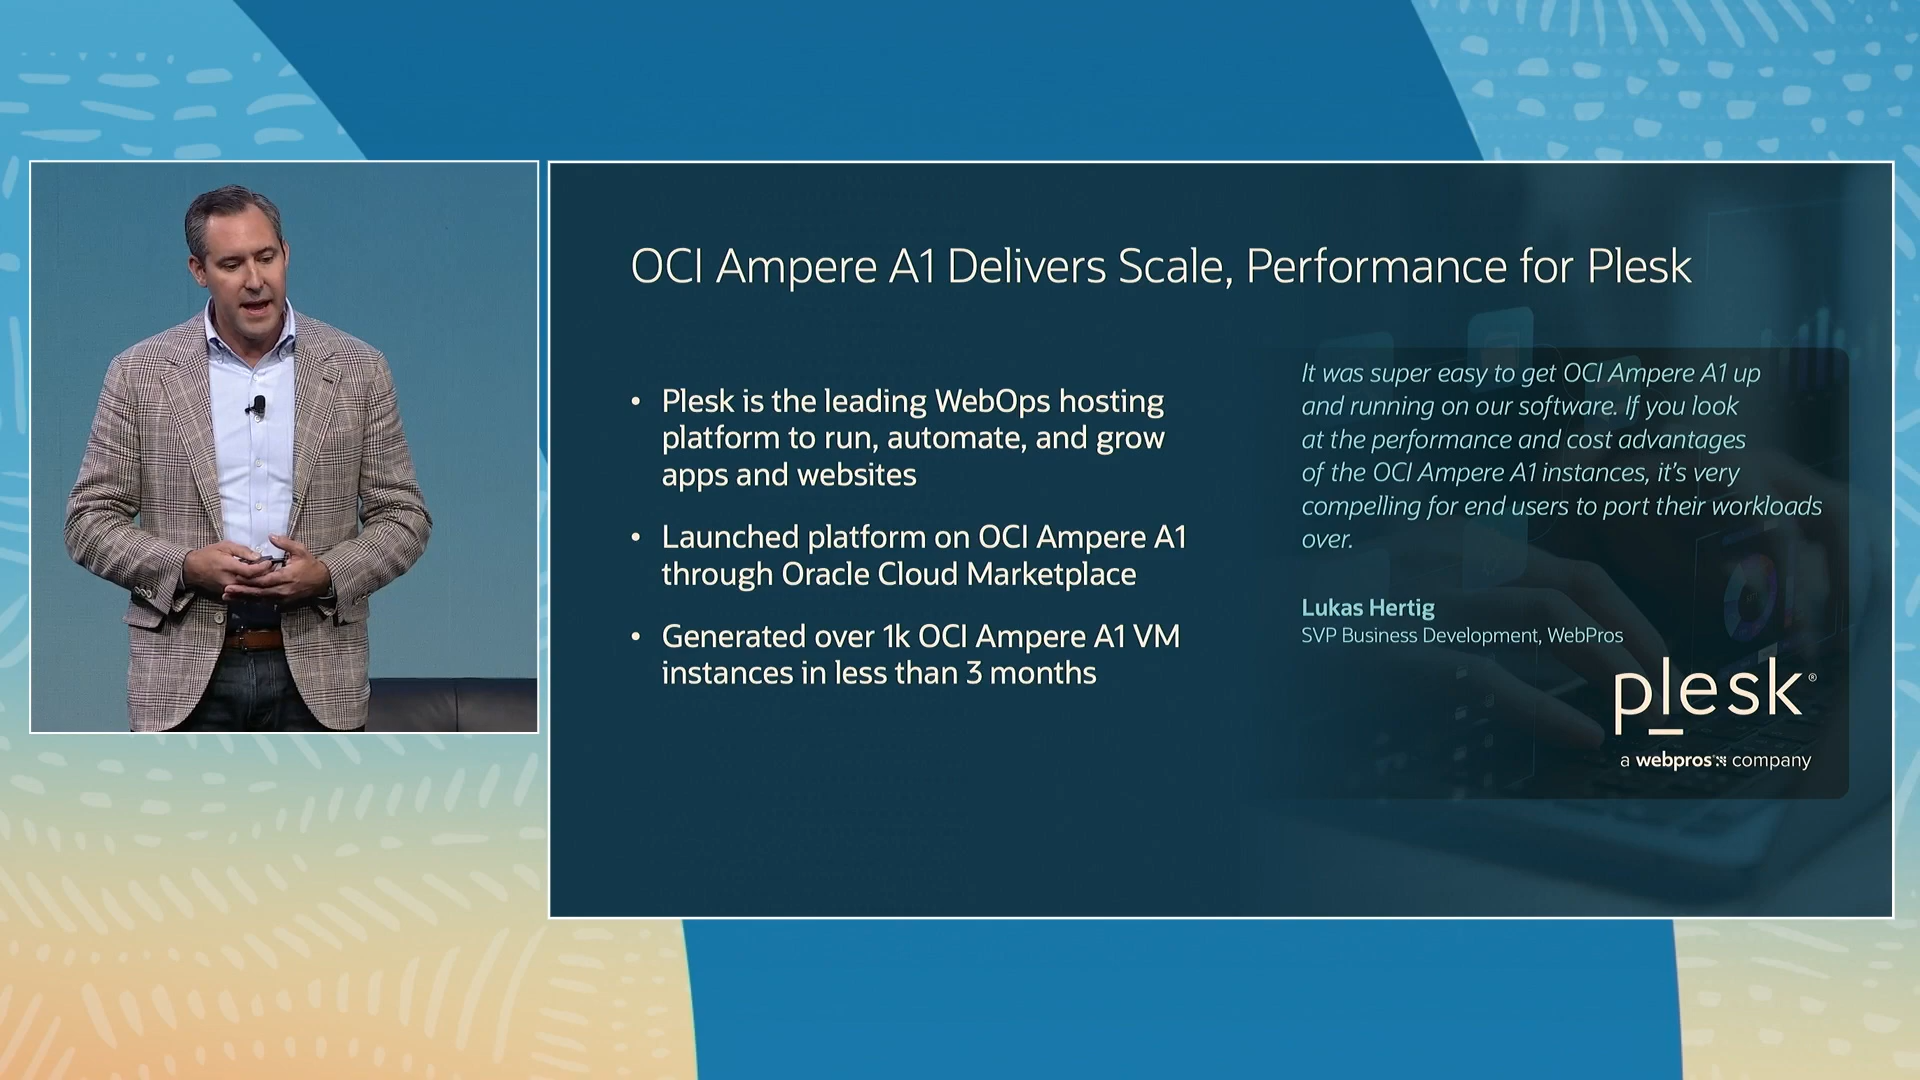 OCI Ampere A1 Delivers Scale, Performance for Plesk
• Plesk is the leading WebOps hosting
platform to run, automate, and grow
apps and websites
• Launched platform on OCI Ampere A1
through Oracle Cloud Marketplace
• Generated over 1k OCI Ampere A1 VM
instances in less than 3 months
It was super easy to get OCI Ampere A1 up
and running on our software. If you look
at the performance and cost advantages
of the OCI Ampere A1 instances, it's very
compelling for end users to port their workloads
over.
Lukas Hertig
SVP Business Development, WebPros
plesk®
a webpros company